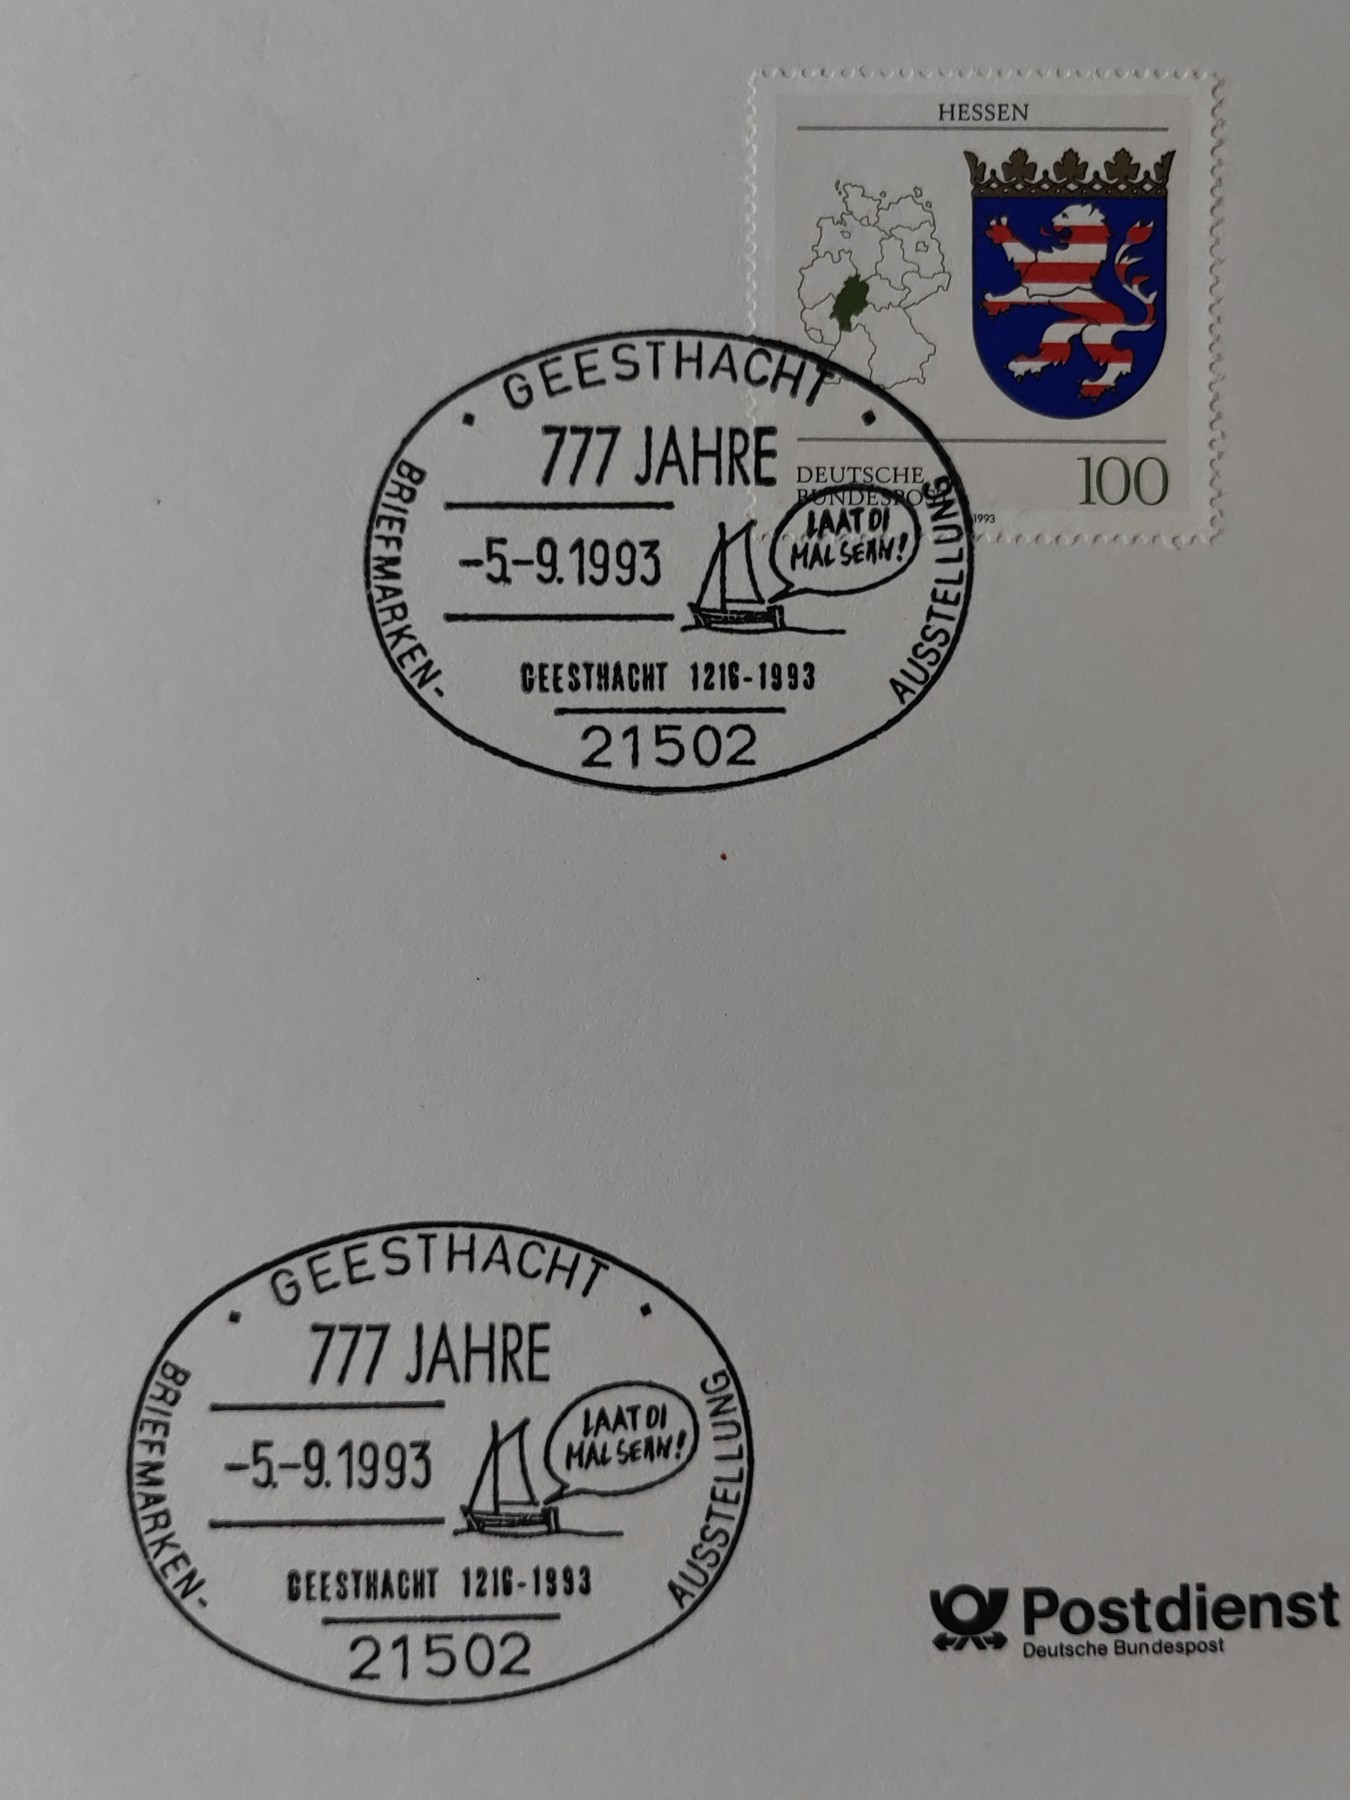 HESSEN
DEUTSCHE
BUNDESPO
100
1993
GEESTHACHT
777 JAHRE
-5.-9.1993
LAAT DI
MAL SEHN!
BRIEFMARKEN-
AUSSTELLUNG
GEESTHACHT 1216-1993
21502
GEESTHACHT
777 JAHRE
-5.-9.1993
LAAT DI
MAL SEHN!
BRIEFMARKEN-
AUSSTELLUNG
GEESTHACHT 1216-1993
21502
Postdienst
Deutsche Bundespost